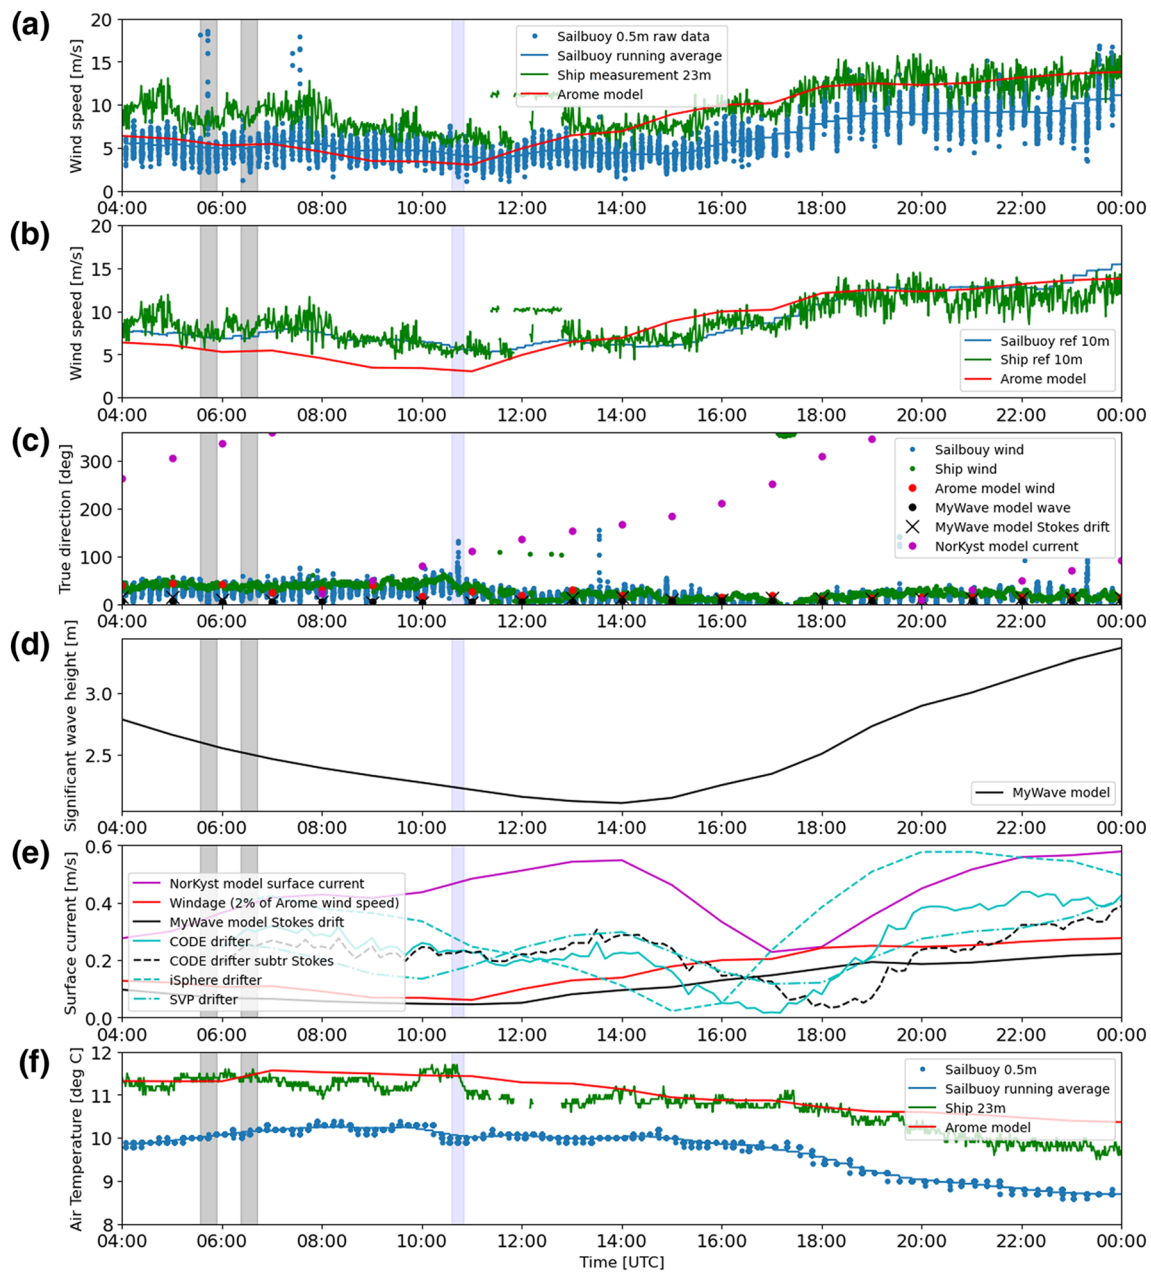 (a)
Wind speed [m/s]
20
15
10
5
0
Sailbuoy 0.5m raw data
Sailbuoy running average
Ship measurement 23m
Arome model
04:00 06:00 08:00 10:00 12:00 14:00 16:00 18:00 20:00 22:00 00:00
(b)
Wind speed [m/s]
20
15
10
5
0
Sailbuoy ref 10m
Ship ref 10m
Arome model
04:00 06:00 08:00 10:00 12:00 14:00 16:00 18:00 20:00 22:00 00:00
(c)
True direction [deg]
300
200
100
0
Sailbouy wind
Ship wind
Arome model wind
MyWave model wave
MyWave model Stokes drift
NorKyst model current
04:00 06:00 08:00 10:00 12:00 14:00 16:00 18:00 20:00 22:00 00:00
(d)
Significant wave height [m]
3.0
2.5
MyWave model
04:00 06:00 08:00 10:00 12:00 14:00 16:00 18:00 20:00 22:00 00:00
(e)
Surface current [m/s]
0.6
0.4
0.2
0.0
NorKyst model surface current
Windage (2% of Arome wind speed)
MyWave model Stokes drift
CODE drifter
CODE drifter subtr Stokes
iSphere drifter
SVP drifter
04:00 06:00 08:00 10:00 12:00 14:00 16:00 18:00 20:00 22:00 00:00
(f)
Air Temperature [deg C]
12
11
10
9
8
Sailbuoy 0.5m
Sailbuoy running average
Ship 23m
Arome model
04:00 06:00 08:00 10:00 12:00 14:00 16:00 18:00 20:00 22:00 00:00
Time [UTC]